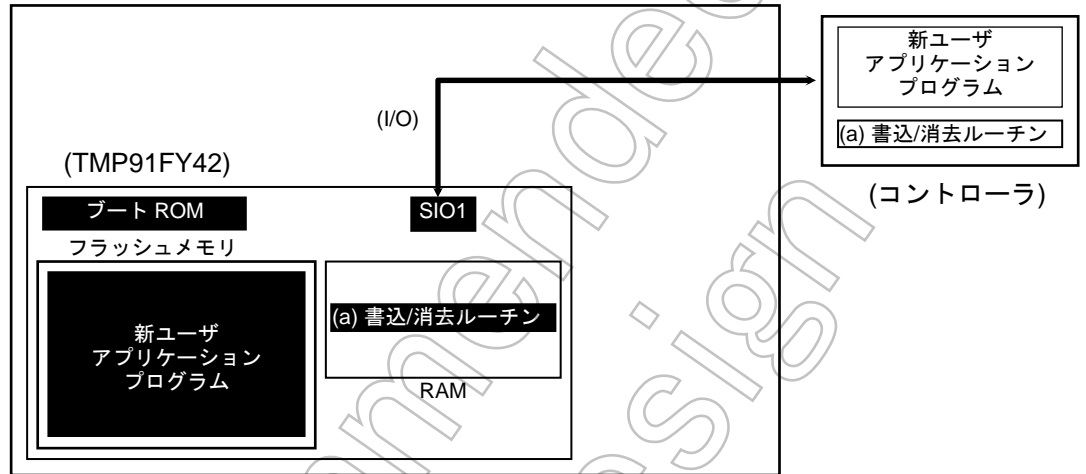 新ユーザ
アプリケーション
プログラム
(a) 書込/消去ルーチン
(コントローラ)
(I/O)
(TMP91FY42)
ブート ROM
SIO1
フラッシュメモリ
新ユーザ
アプリケーション
プログラム
(a) 書込/消去ルーチン
RAM